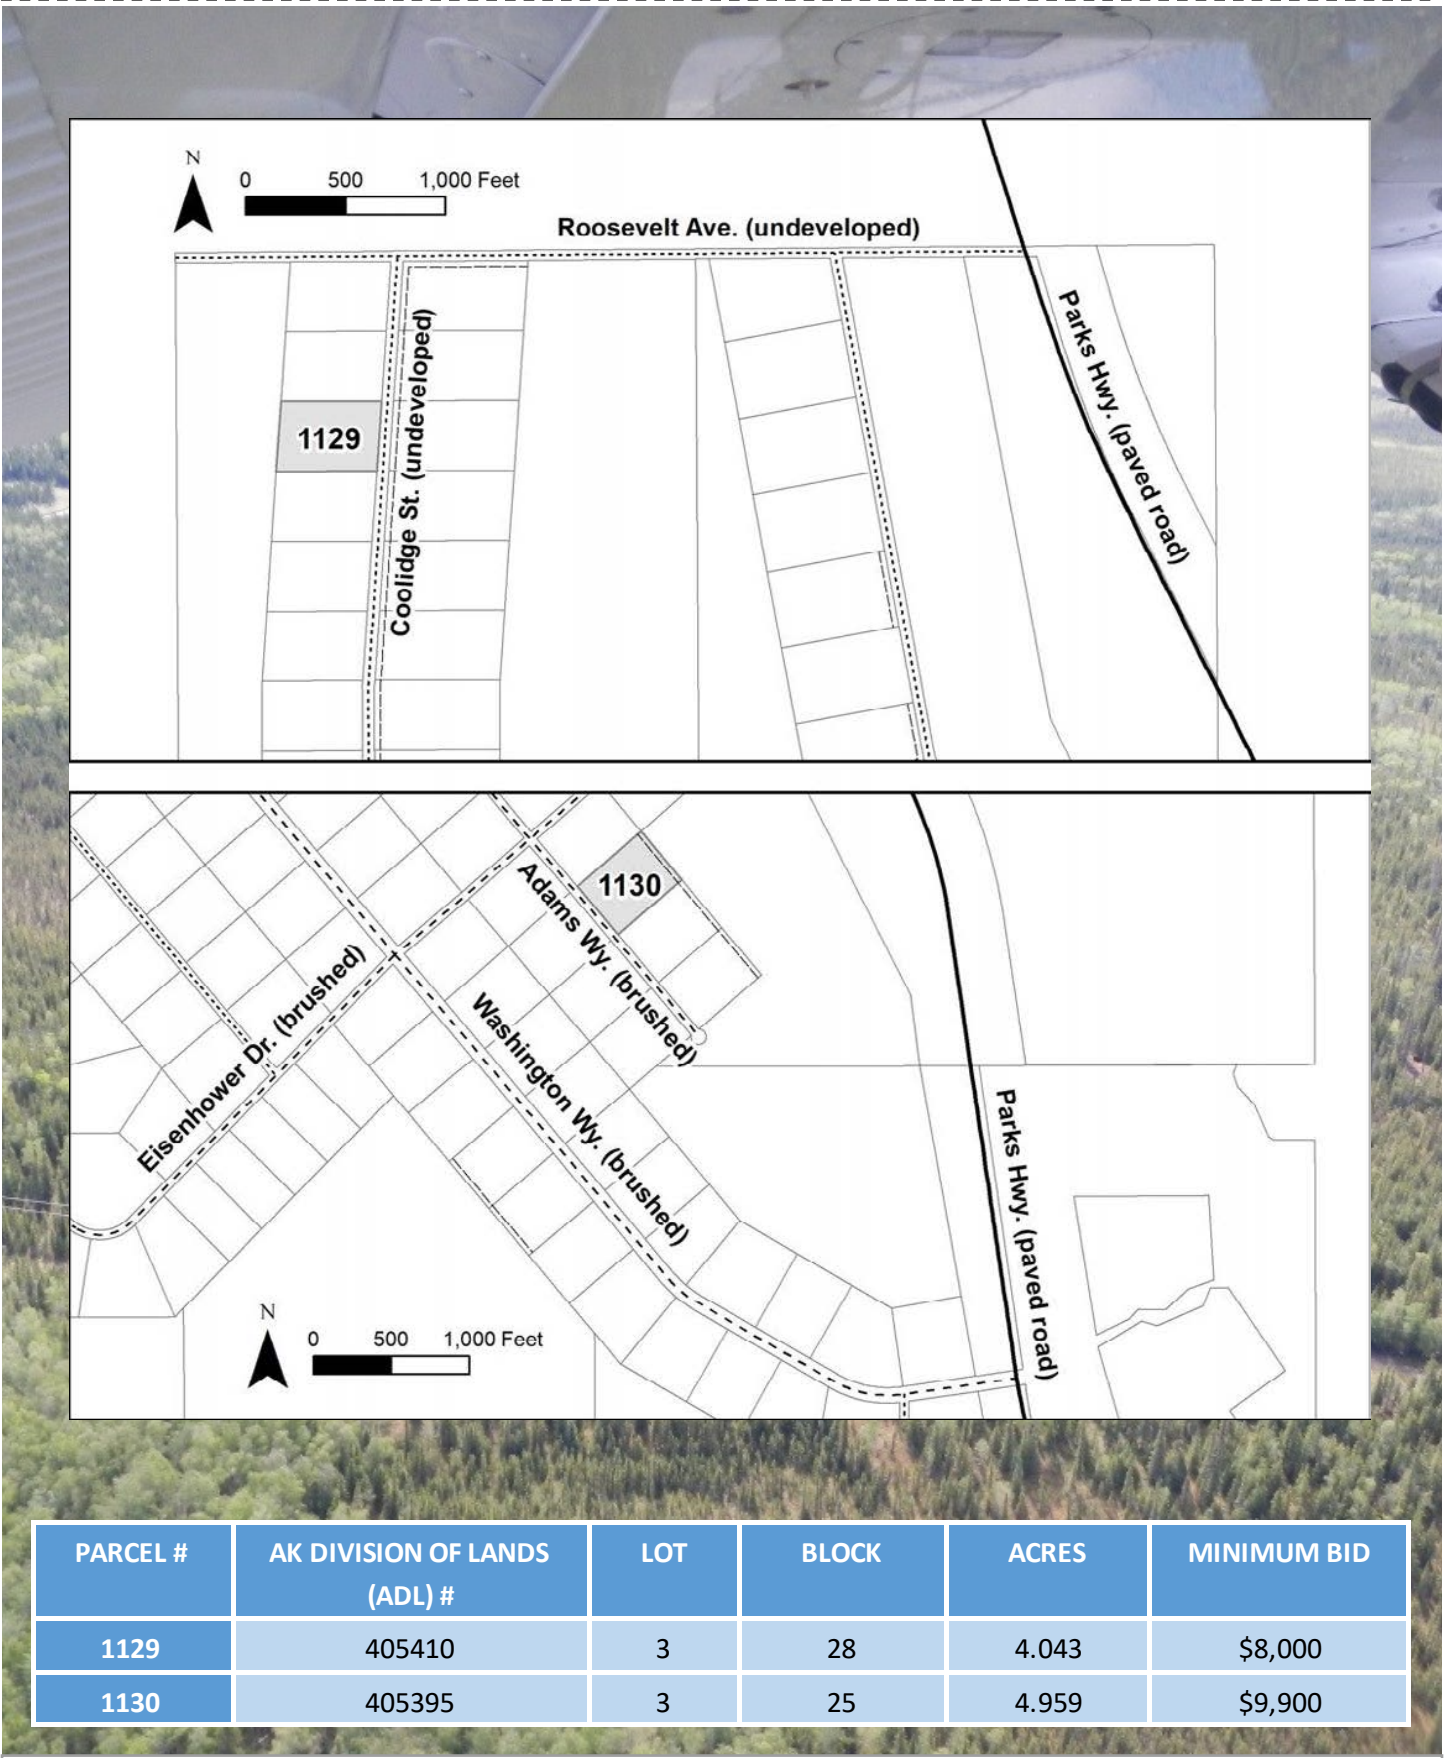 N
0 500 1,000 Feet
Roosevelt Ave. (undeveloped)
Parks Hwy. (paved road)
Coolidge St. (undeveloped)
1129
1130
Adams Wy. (brushed)
Eisenhower Dr. (brushed)
Washington Wy. (brushed)
Parks Hwy. (paved road)
N
0 500 1,000 Feet
PARCEL # AK DIVISION OF LANDS (ADL) # LOT BLOCK ACRES MINIMUM BID
1129 405410 3 28 4.043 $8,000
1130 405395 3 25 4.959 $9,900